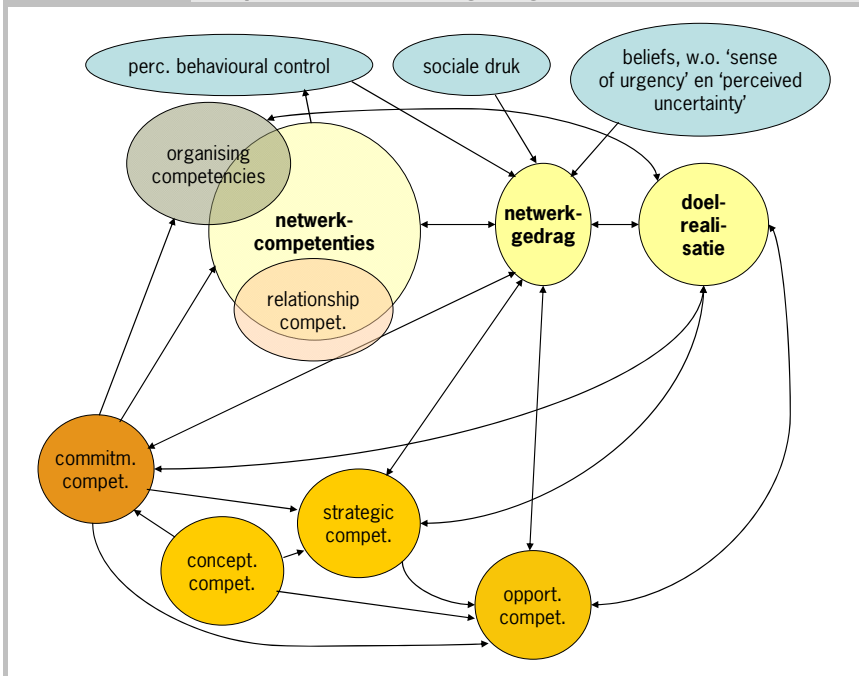 perc. behavioural control
sociale druk
beliefs, w.o. ‘sense
of urgency’ en ‘perceived
uncertainty’
organising
competencies
netwerk-
competenties
netwerk-
gedrag
doel-
reali-
satie
relationship
compet.
commitm.
compet.
strategic
compet.
concept.
compet.
opport.
compet.